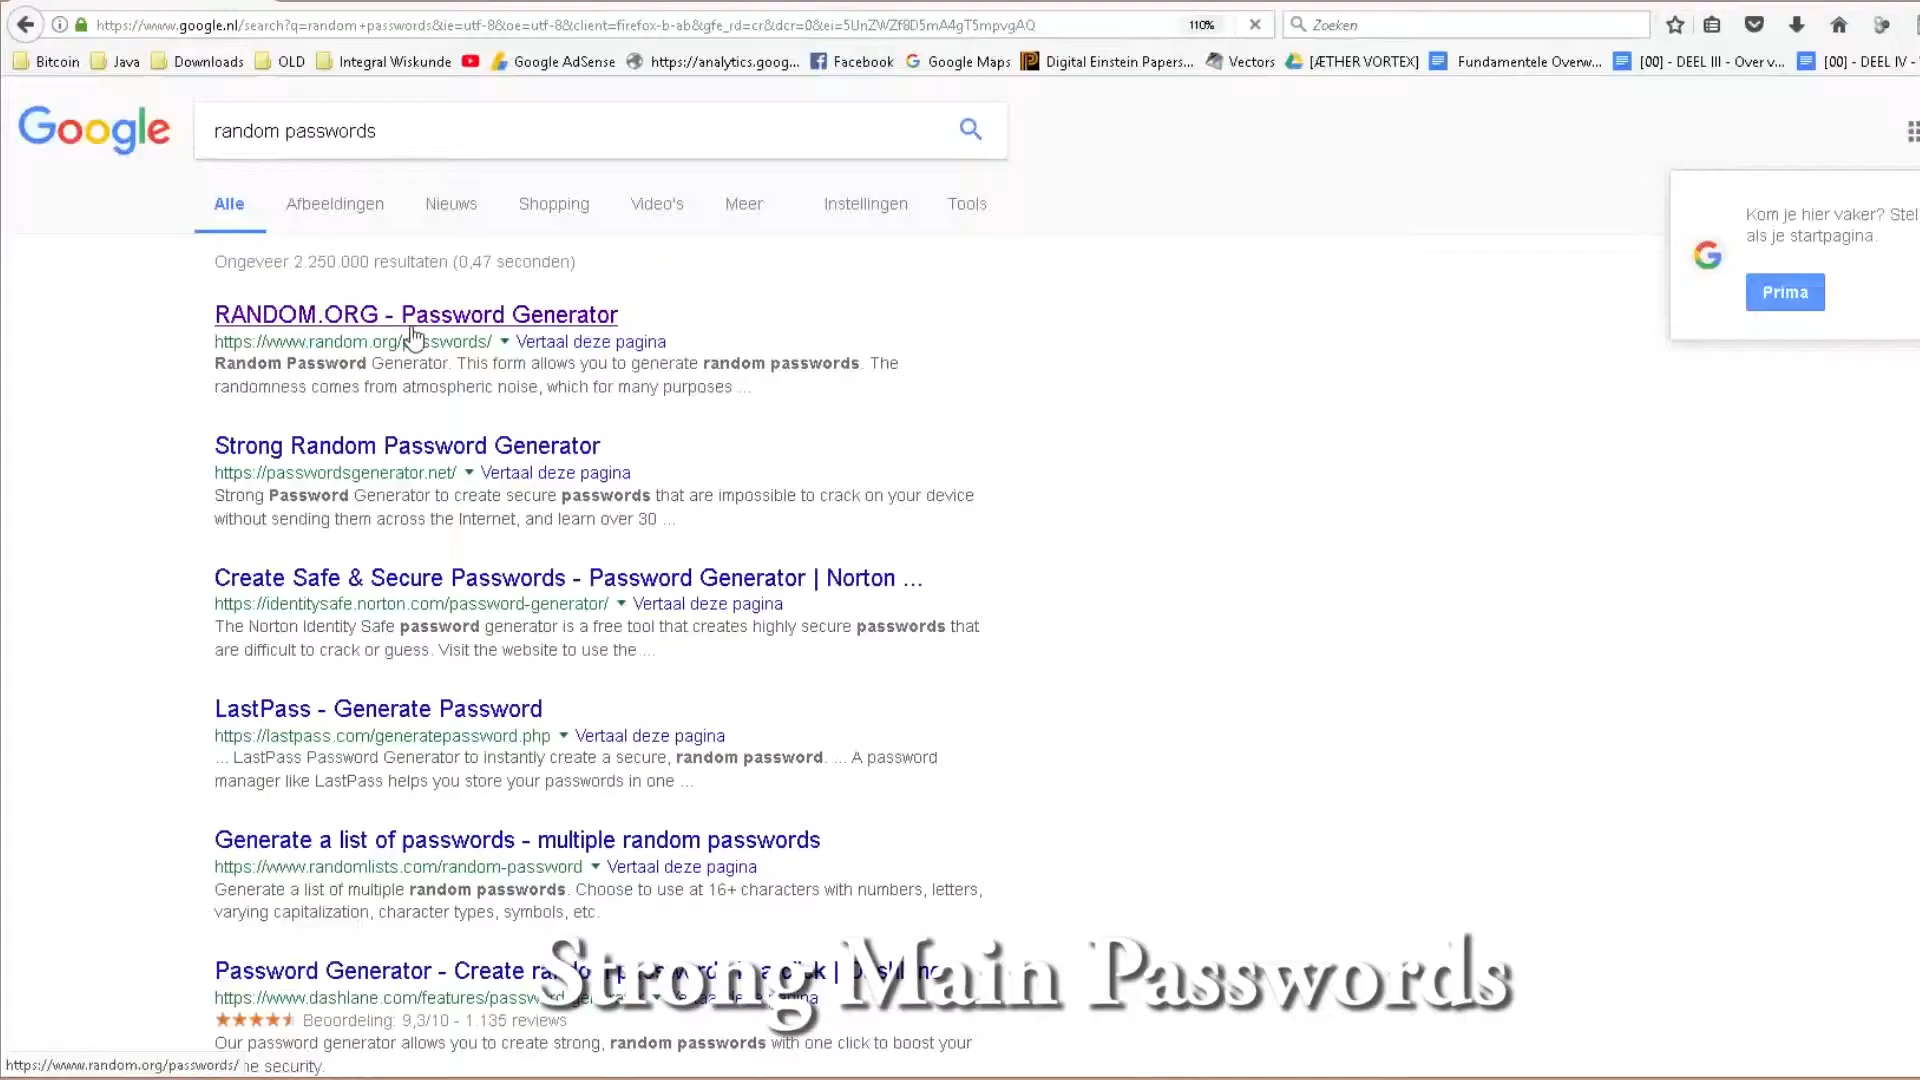 https://www.google.nl/search?q=random+passwords&ie=utf-8&oe=utf-8&client=firefox-b-ab&gfe_rd=cr&dcr=0&ei=5UnZWZf8D5mA4gT5mpvgAQ
110%
Zoeken
Bitcoin Java Downloads OLD Integral Wiskunde Google AdSense https://analytics.goog... Facebook Google Maps Digital Einstein Papers... Vectors [ÆTHER VORTEX] Fundamentele Overw... [00] - DEEL III - Over v... [00] - DEEL IV -
Google
random passwords
Alle Afbeeldingen Nieuws Shopping Video's Meer Instellingen Tools
Kom je hier vaker? Stel
als je startpagina.
Prima
Ongeveer 2.250.000 resultaten (0,47 seconden)
RANDOM.ORG - Password Generator
https://www.random.org/passwords/ Vertaal deze pagina
Random Password Generator. This form allows you to generate random passwords. The
randomness comes from atmospheric noise, which for many purposes ...
Strong Random Password Generator
https://passwordsgenerator.net/ Vertaal deze pagina
Strong Password Generator to create secure passwords that are impossible to crack on your device
without sending them across the Internet, and learn over 30 ...
Create Safe & Secure Passwords - Password Generator | Norton ...
https://identitysafe.norton.com/password-generator/ Vertaal deze pagina
The Norton Identity Safe password generator is a free tool that creates highly secure passwords that
are difficult to crack or guess. Visit the website to use the ...
LastPass - Generate Password
https://lastpass.com/generatepassword.php Vertaal deze pagina
... LastPass Password Generator to instantly create a secure, random password. ... A password
manager like LastPass helps you store your passwords in one ...
Generate a list of passwords - multiple random passwords
https://www.randomlists.com/random-password Vertaal deze pagina
Generate a list of multiple random passwords. Choose to use at 16+ characters with numbers, letters,
varying capitalization, character types, symbols, etc.
Password Generator - Create
Strong Main Passwords
https://www.dashlane.com/features/passw
Beoordeling: 9,3/10 - 1.135 reviews
Our password generator allows you to create strong, random passwords with one click to boost your
https://www.random.org/passwords/ ne security.